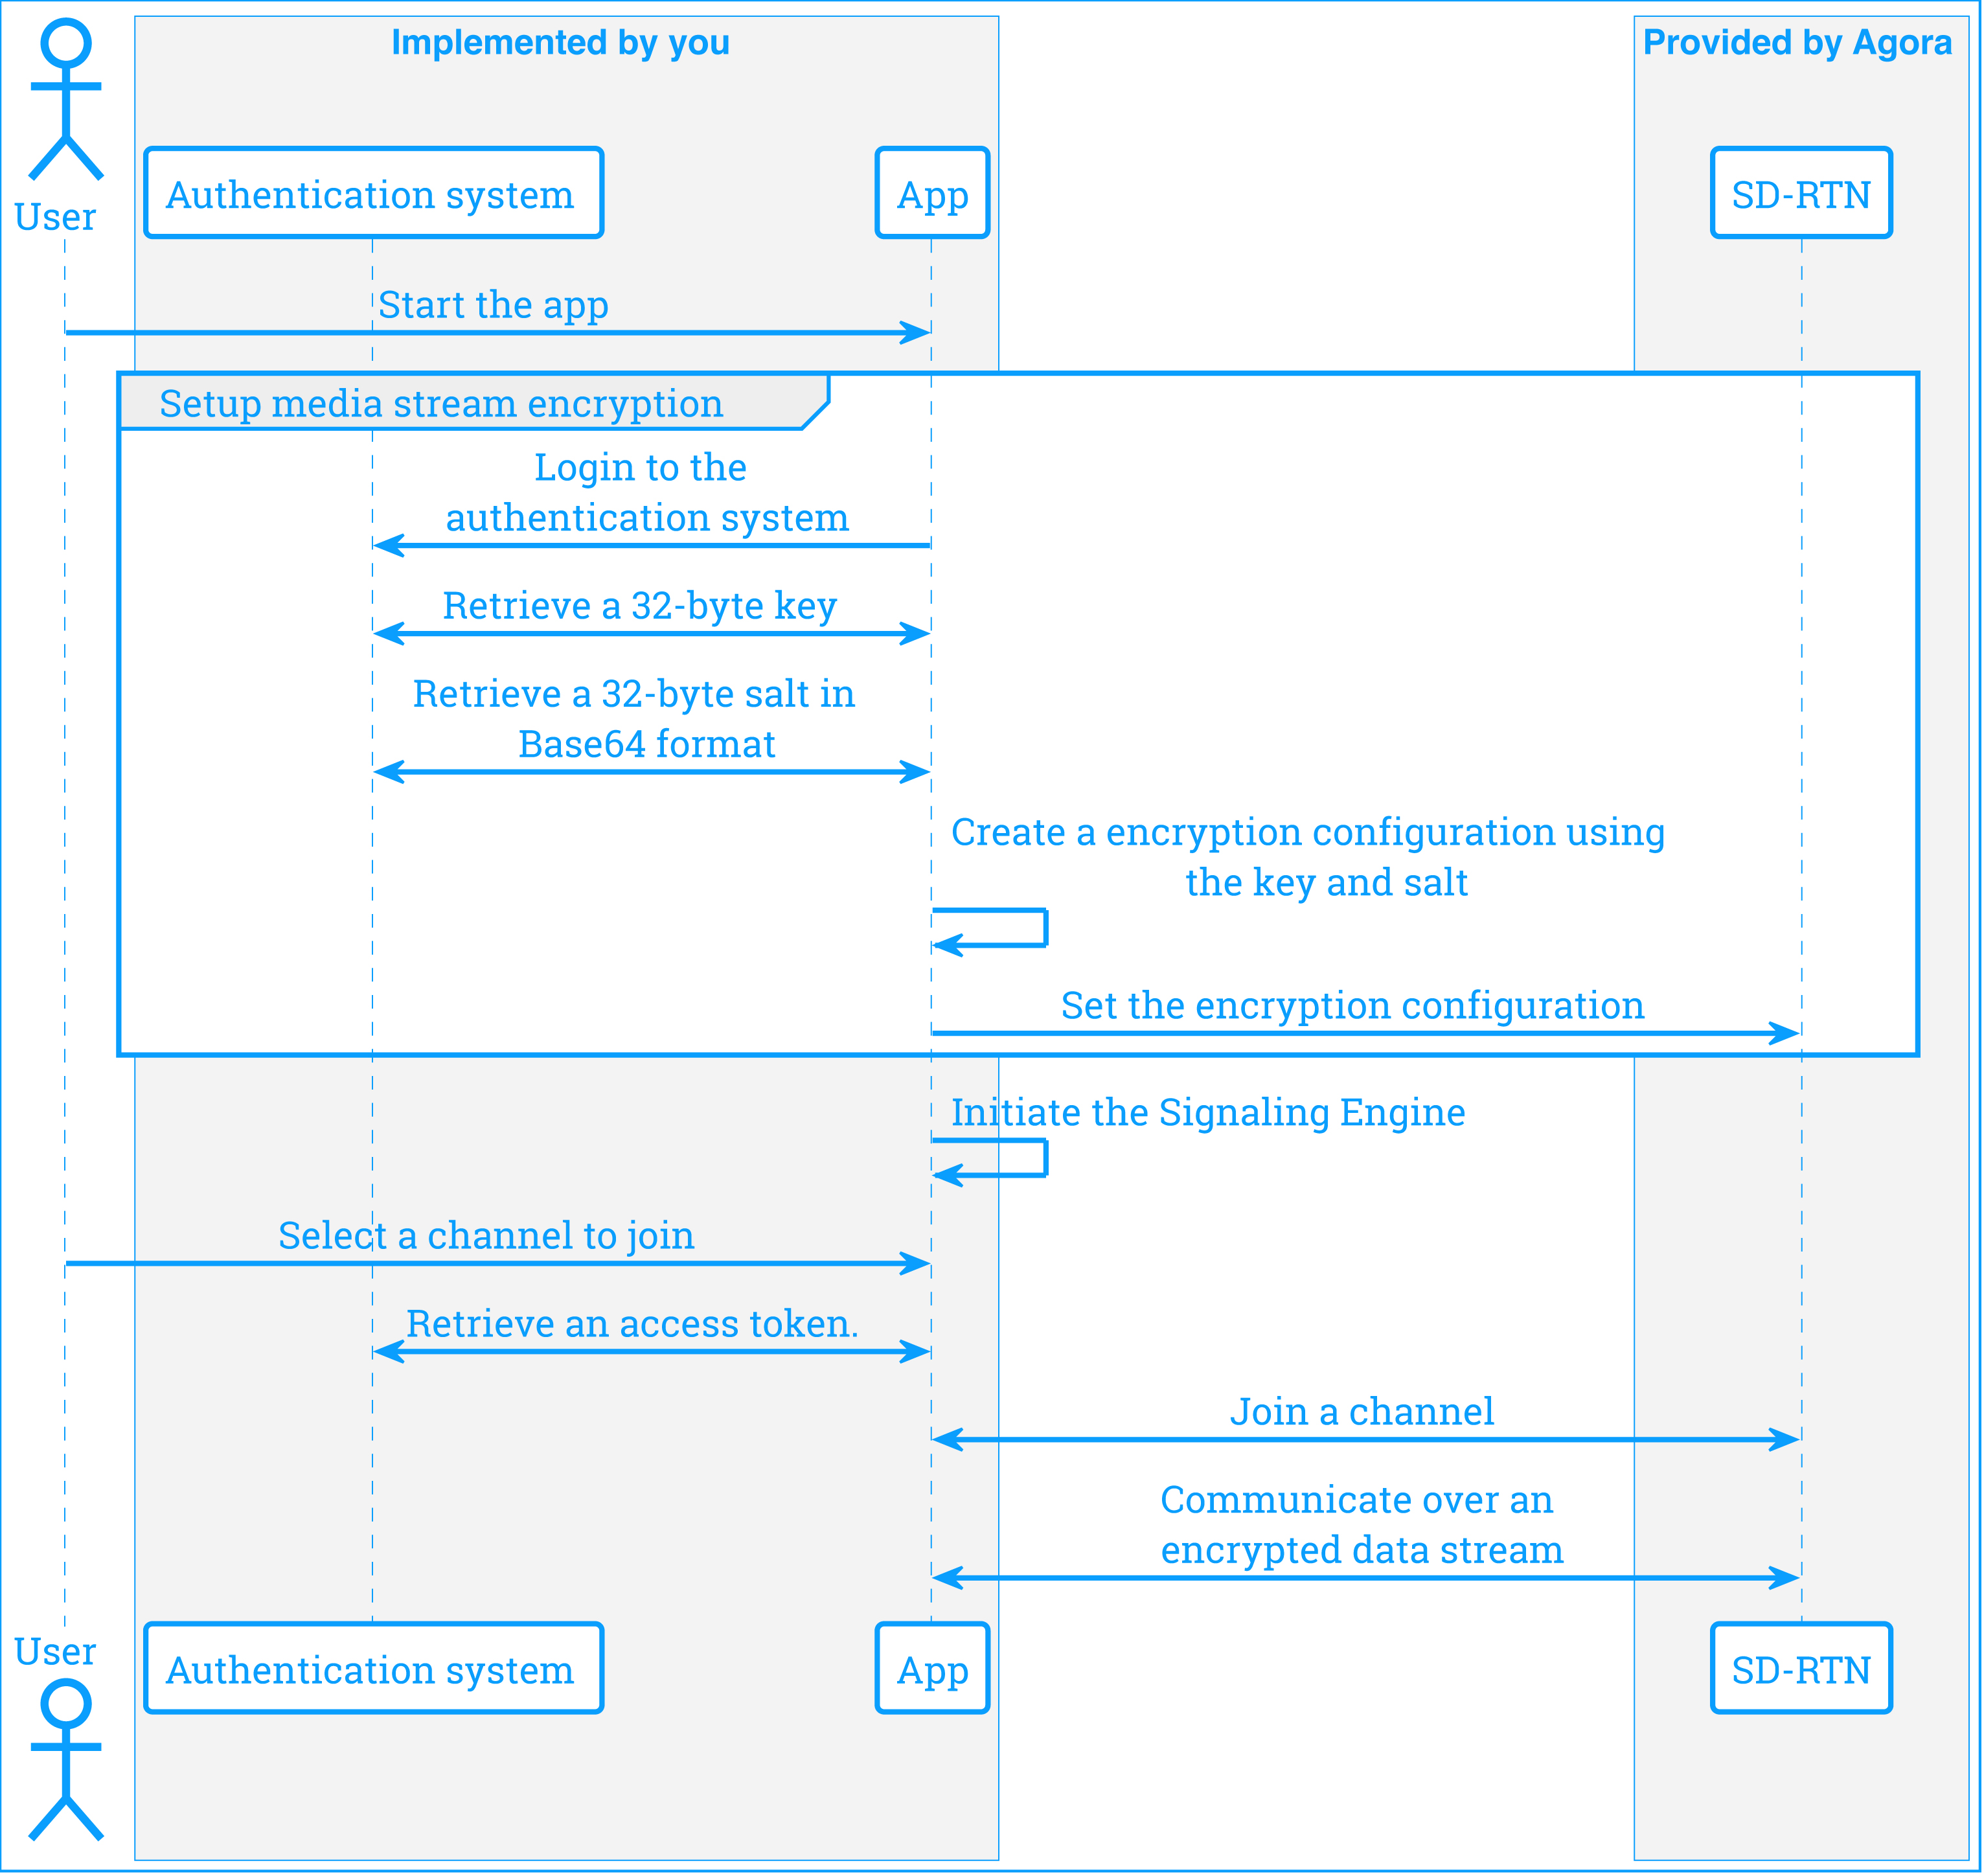 Implemented by you
Provided by Agora
User
Authentication system
App
SD-RTN
Start the app
Setup media stream encryption
Login to the
authentication system
Retrieve a 32-byte key
Retrieve a 32-byte salt in
Base64 format
Create a encryption configuration using
the key and salt
Set the encryption configuration
Initiate the Signaling Engine
Select a channel to join
Retrieve an access token.
Join a channel
Communicate over an
encrypted data stream
User
Authentication system
App
SD-RTN